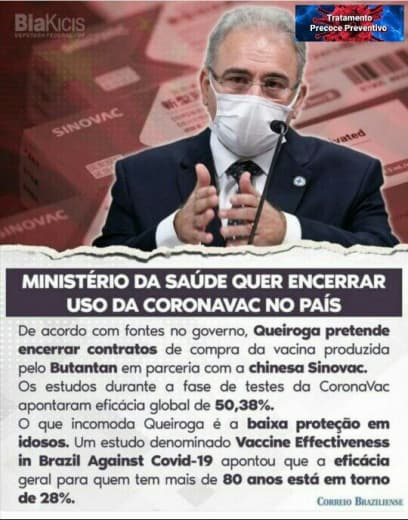 BIAKICIS
DEPUTADA FEDERAL
Tratamento
Precoce Preventivo
SINOVAC
SINOVAC
vated
MINISTÉRIO DA SAÚDE QUER ENCERRAR
USO DA CORONAVAC NO PAÍS
De acordo com fontes no governo, Queiroga pretende
encerrar contratos de compra da vacina produzida
pelo Butantan em parceria com a chinesa Sinovac.
Os estudos durante a fase de testes da CoronaVac
apontaram eficácia global de 50,38%.
O que incomoda Queiroga é a baixa proteção em
idosos. Um estudo denominado Vaccine Effectiveness
in Brazil Against Covid-19 apontou que a eficácia
geral para quem tem mais de 80 anos está em torno
de 28%.
CORREIO BRAZILIENSE